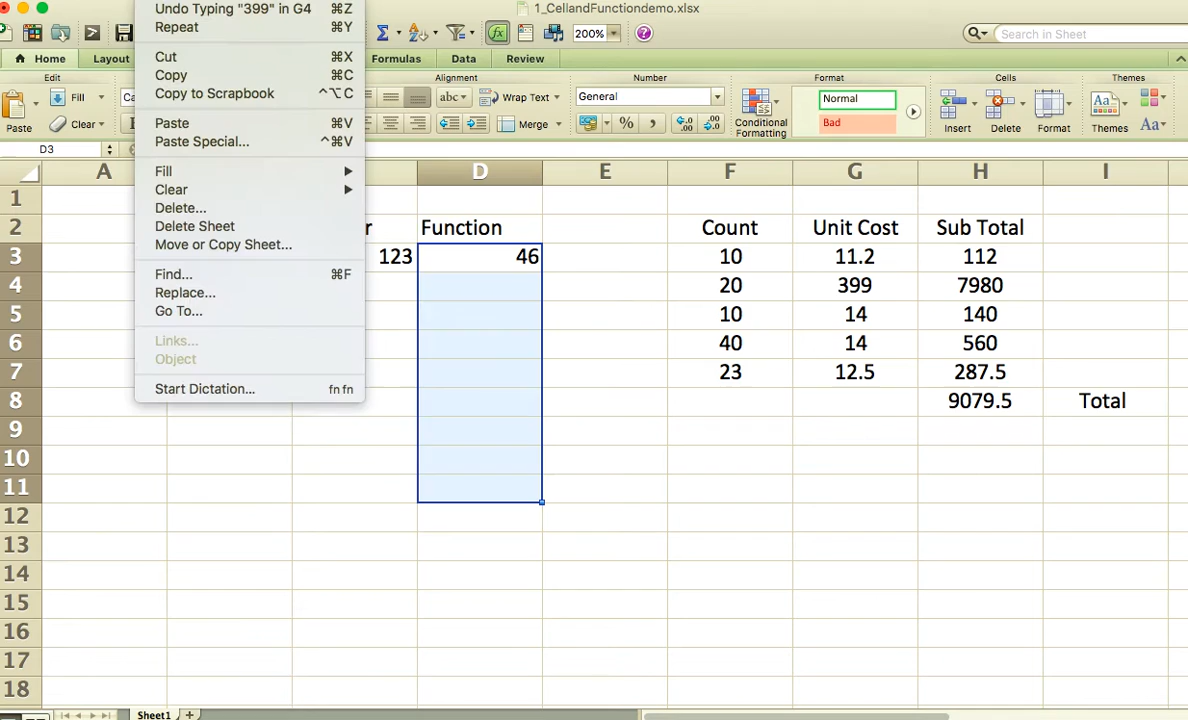 1_CellandFunctiondemo.xlsx
Undo Typing "399" in G4 ⌘Z
Repeat ⌘Y
Cut ⌘X
Copy ⌘C
Copy to Scrapbook ^⌥C
Paste ⌘V
Paste Special... ^⌘V
Fill
Clear
Delete...
Delete Sheet
Move or Copy Sheet...
Find... ⌘F
Replace...
Go To...
Links...
Object
Start Dictation... fn fn
200%
Search in Sheet
Home Layout Formulas Data Review
Edit Alignment Number Format Cells Themes
Fill abc Wrap Text General Normal
Paste Clear Merge % , Conditional Formatting Bad Insert Delete Format Themes Aa
D3
A D E F G H I
1
2 r Function Count Unit Cost Sub Total
3 123 46 10 11.2 112
4 20 399 7980
5 10 14 140
6 40 14 560
7 23 12.5 287.5
8 9079.5 Total
9
10
11
12
13
14
15
16
17
18
Sheet1